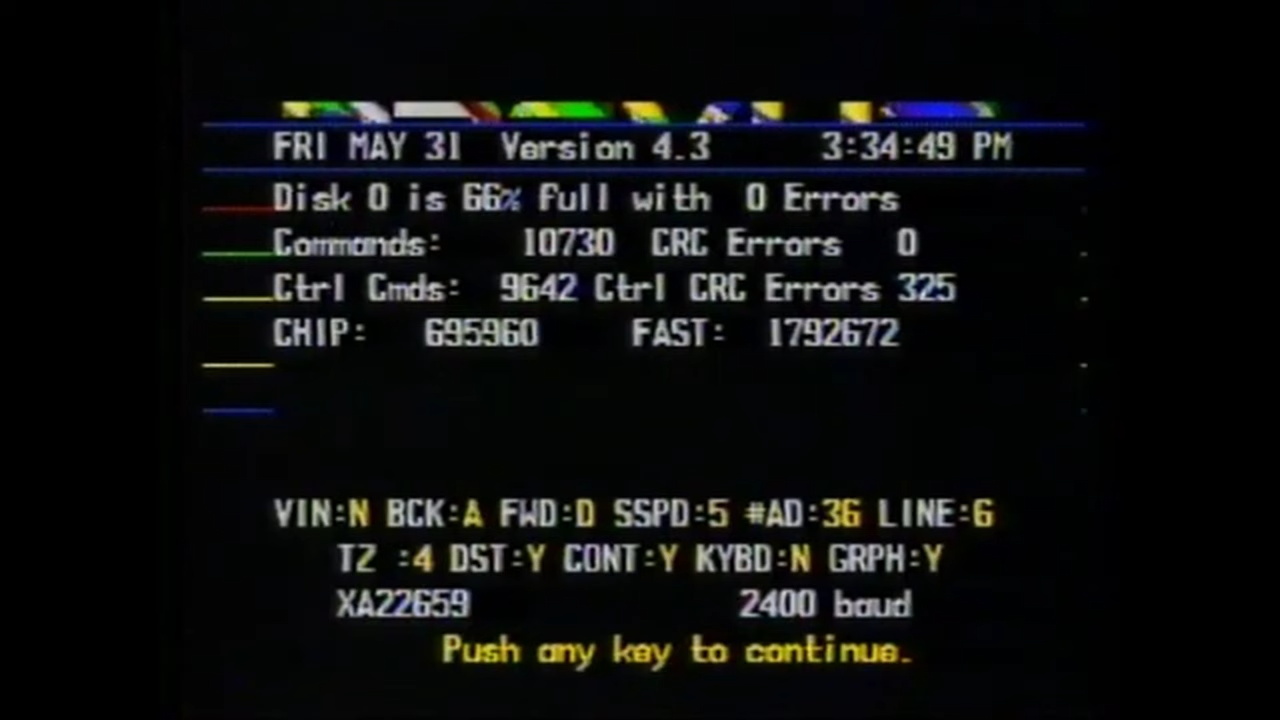 FRI MAY 31 Version 4.3 3:34:49 PM
Disk 0 is 66% full with 0 Errors
Commands: 10730 CRC Errors 0
Ctrl Cmds: 9642 Ctrl CRC Errors 325
CHIP: 695960 FAST: 1792672
VIN:N BCK:A FWD:D SSPD:5 #AD:36 LINE:6
TZ :4 DST:Y CONT:Y KYBD:N GRPH:Y
XA22659 2400 baud
Push any key to continue.